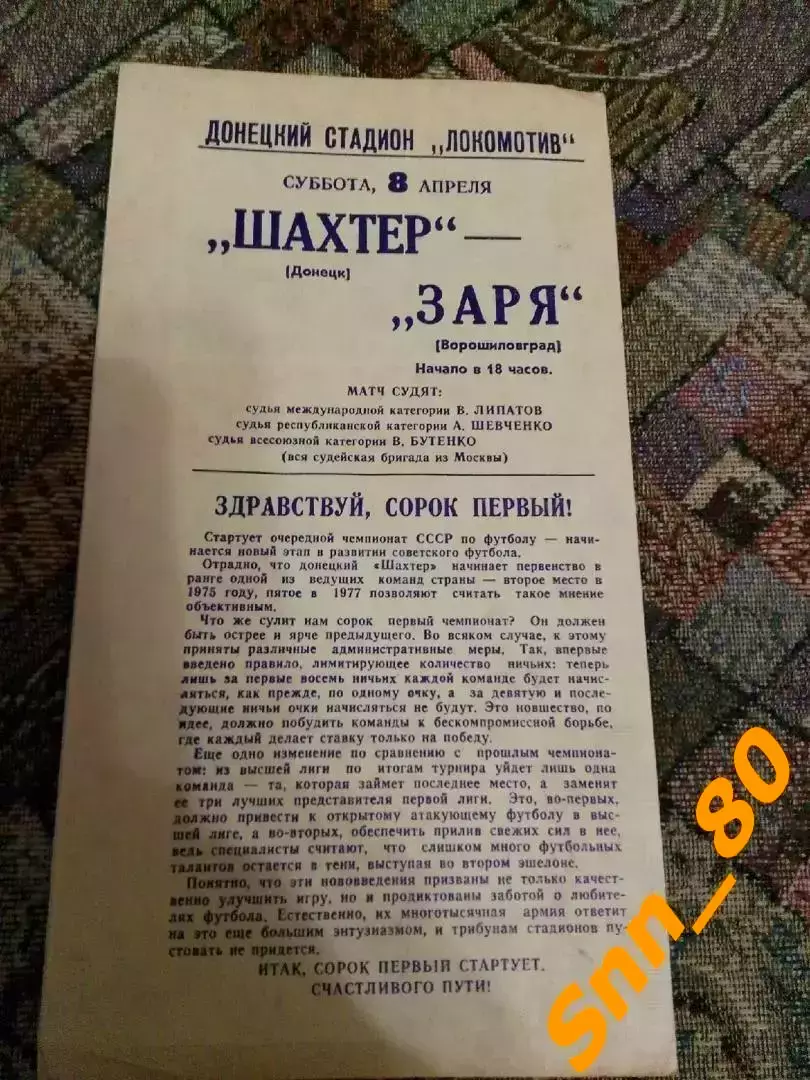 ДОНЕЦКИЙ СТАДИОН „ЛОКОМОТИВ“
СУББОТА, 8 АПРЕЛЯ
„ШАХТЕР“ —
(Донецк)
„ЗАРЯ“
(Ворошиловград)
Начало в 18 часов.
МАТЧ СУДЯТ:
судья международной категории В. ЛИПАТОВ
судья республиканской категории А. ШЕВЧЕНКО
судья всесоюзной категории В. БУТЕНКО
(вся судейская бригада из Москвы)
ЗДРАВСТВУЙ, СОРОК ПЕРВЫЙ!
Стартует очередной чемпионат СССР по футболу — начи-
нается новый этап в развитии советского футбола.
Отрадно, что донецкий «Шахтер» начинает первенство в
ранге одной из ведущих команд страны — второе место в
1975 году, пятое в 1977 позволяют считать такое мнение
объективным.
Что же сулит нам сорок первый чемпионат? Он должен
быть острее и ярче предыдущего. Во всяком случае, к этому
приняты различные административные меры. Так, впервые
введено правило, лимитирующее количество ничьих: теперь
лишь за первые восемь ничьих каждой команде будет начис-
ляться, как прежде, по одному очку, а за девятую и после-
дующие ничьи очки начисляться не будут. Это новшество, по
идее, должно побудить команды к бескомпромиссной борьбе,
где каждый делает ставку только на победу.
Еще одно изменение по сравнению с прошлым чемпиона-
том: из высшей лиги по итогам турнира уйдет лишь одна
команда — та, которая займет последнее место, а заменят
ее три лучших представителя первой лиги. Это, во-первых,
должно привести к открытому атакующему футболу в выс-
шей лиге, а во-вторых, обеспечить прилив свежих сил в нее,
ведь специалисты считают, что слишком много футбольных
талантов остается в тени, выступая во втором эшелоне.
Понятно, что эти нововведения призваны не только качест-
венно улучшить игру, но и продиктованы заботой о любите-
лях футбола. Естественно, их многотысячная армия ответит
на это еще большим энтузиазмом, и трибунам стадионов пу-
стовать не придется.
ИТАК, СОРОК ПЕРВЫЙ СТАРТУЕТ.
СЧАСТЛИВОГО ПУТИ!
Snn_80